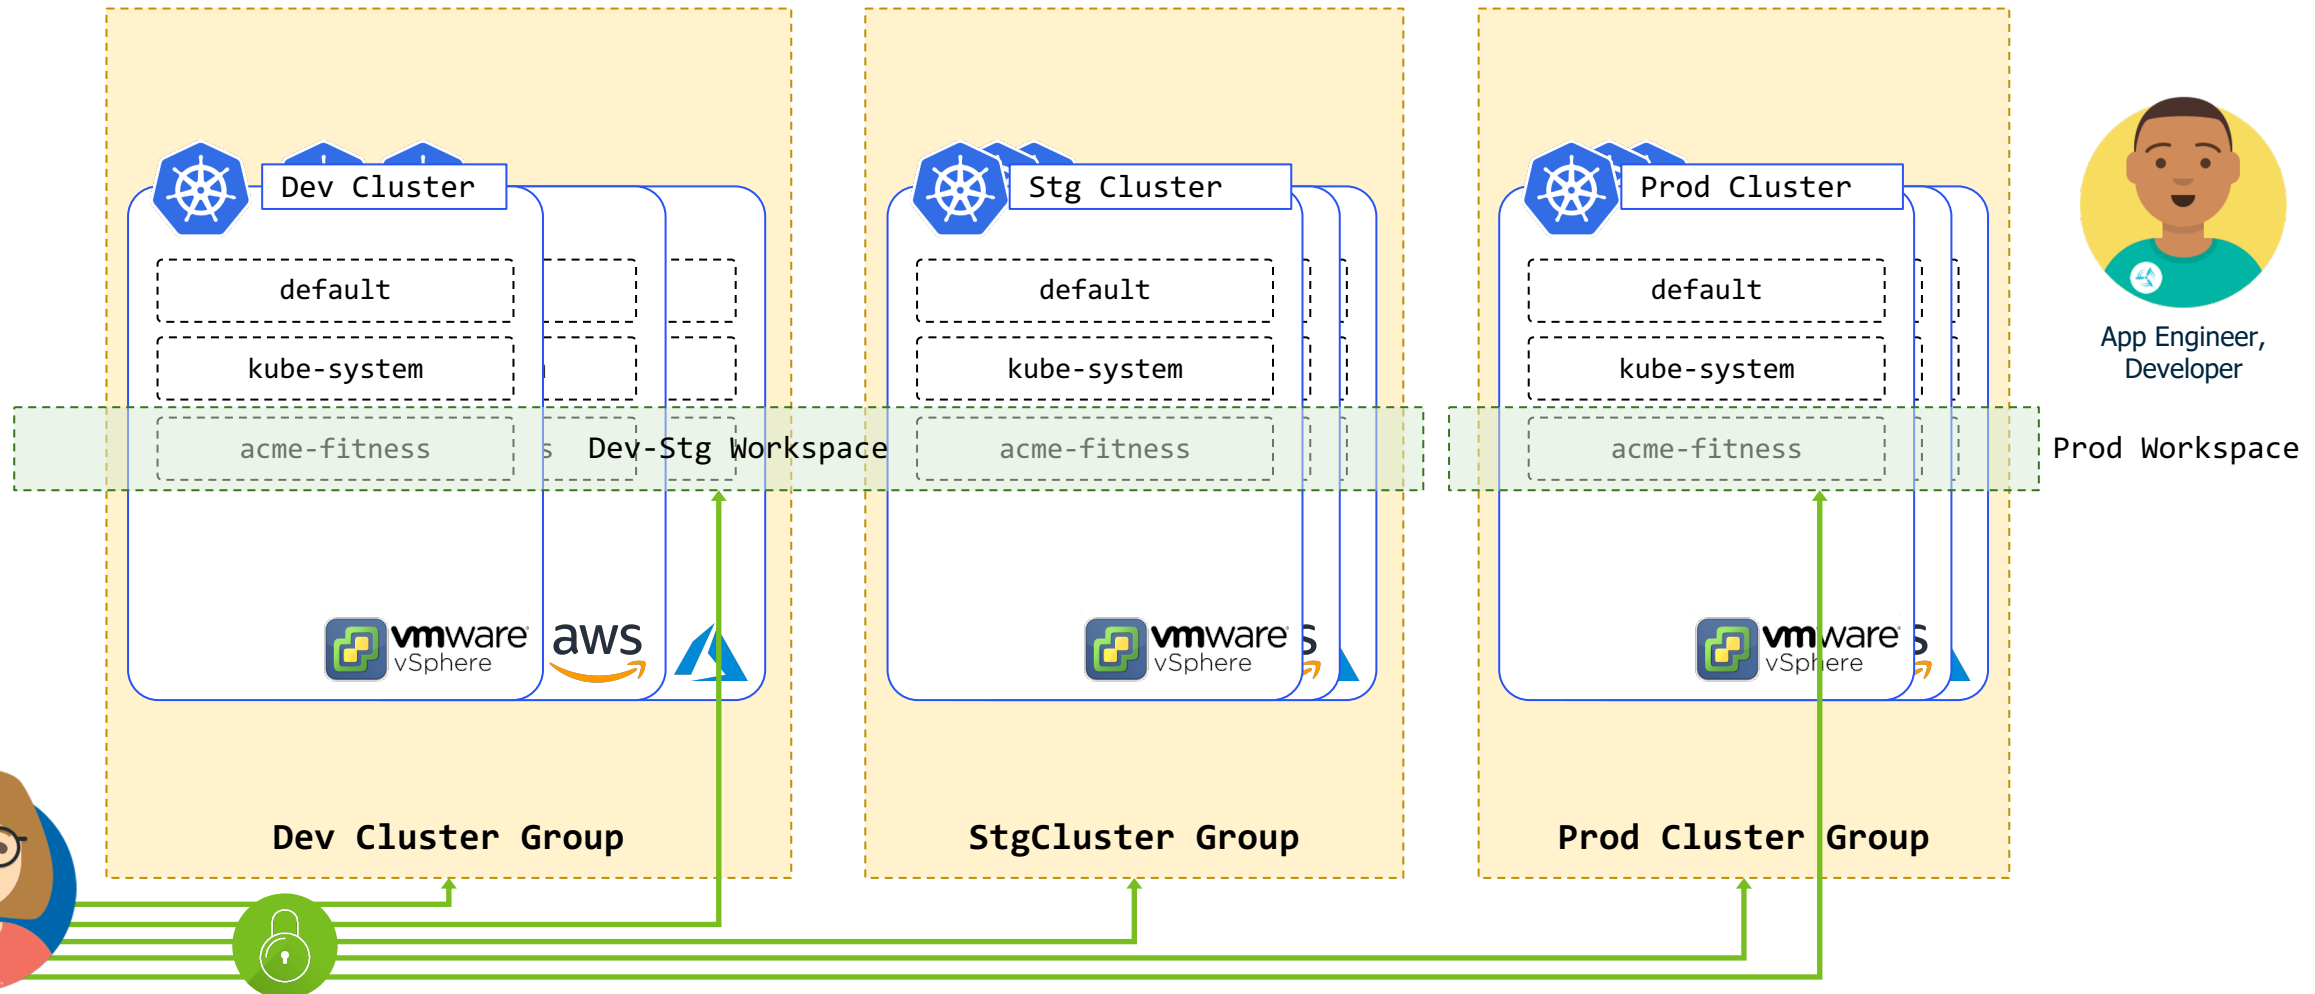 Dev Cluster
Stg Cluster
Prod Cluster
default
default
default
kube-system
kube-system
kube-system
App Engineer,
Developer
acme-fitness
s
Dev-Stg Workspace
acme-fitness
acme-fitness
Prod Workspace
vmware
vSphere
aws
vmware
vSphere
s
vmware
vSphere
s
Dev Cluster Group
StgCluster Group
Prod Cluster Group